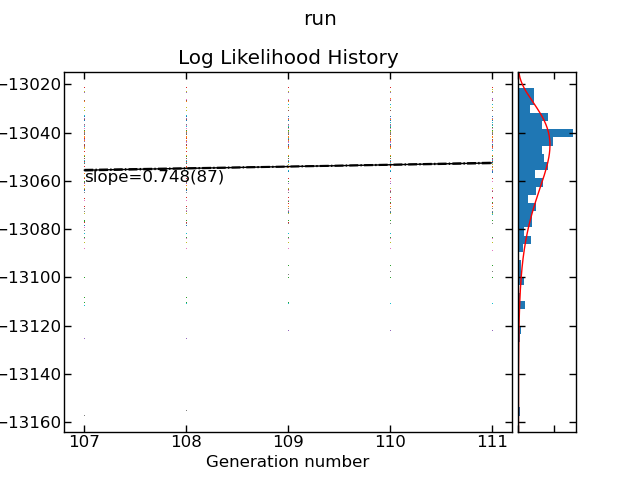 run
Log Likelihood History
−13020
−13040
−13060
−13080
−13100
−13120
−13140
−13160
slope=0.748(87)
107 108 109 110 111
Generation number